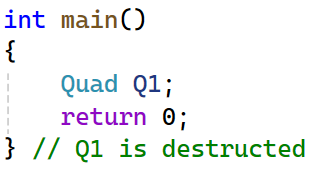 int main()
{
    Quad Q1;
    return 0;
} // Q1 is destructed